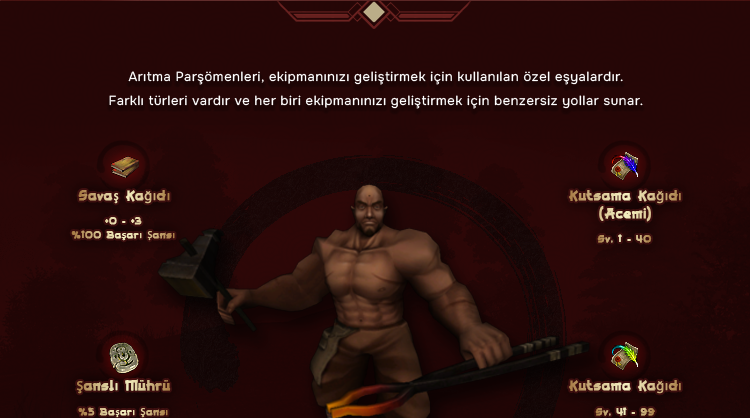 Arıtma Parşömenleri, ekipmanınızı geliştirmek için kullanılan özel eşyalardır.
Farklı türleri vardır ve her biri ekipmanınızı geliştirmek için benzersiz yollar sunar.
Savaş Kağıdı
+0 - +3
%100 Başarı Şansı
Kutsama Kağıdı
(Acemi)
Sv. 1 - 40
Şanslı Mührü
%5 Başarı Şansı
Kutsama Kağıdı
Sv. 41 - 99